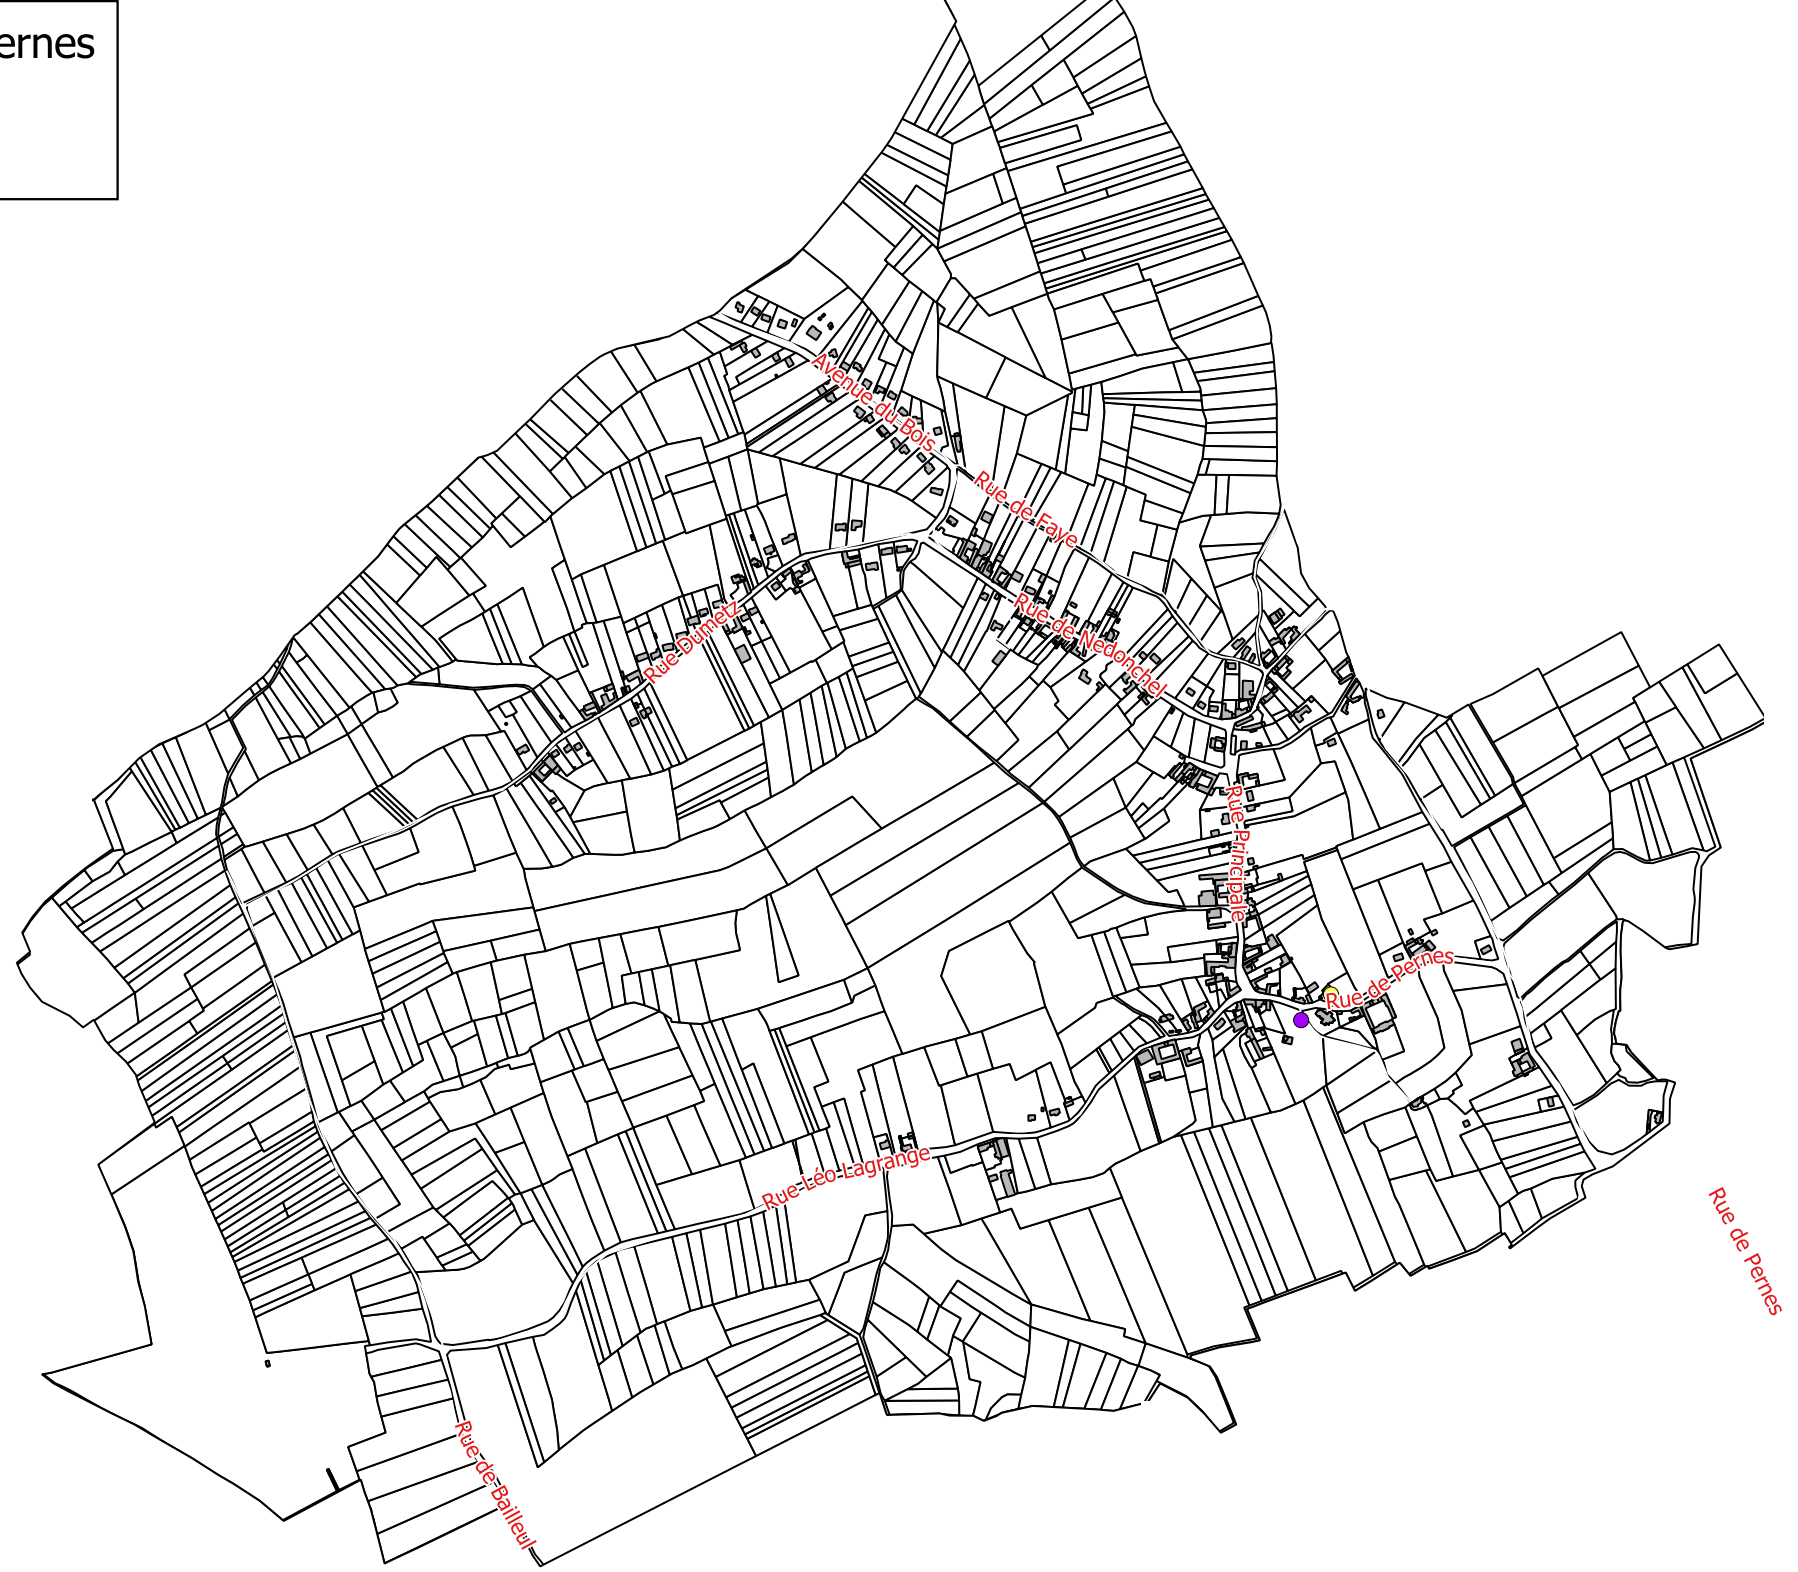 ernes
Avenue du Bois
Rue de Faye
Rue Dumetz
Rue de Nedonchel
Rue Principale
Rue de Pernes
Rue Léo Lagrange
Rue de Pernes
Rue de Bailleul